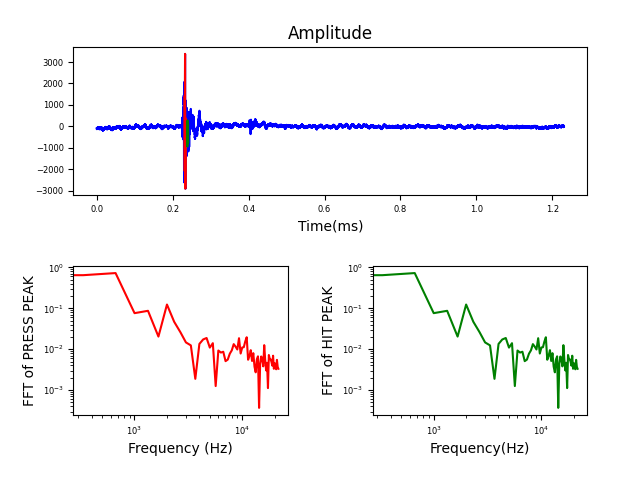 Amplitude
3000
2000
1000
0
−1000
−2000
−3000
0.0 0.2 0.4 0.6 0.8 1.0 1.2
Time(ms)
FFT of PRESS PEAK
10⁰
10⁻¹
10⁻²
10⁻³
10³ 10⁴
Frequency (Hz)
FFT of HIT PEAK
10⁰
10⁻¹
10⁻²
10⁻³
10³ 10⁴
Frequency(Hz)